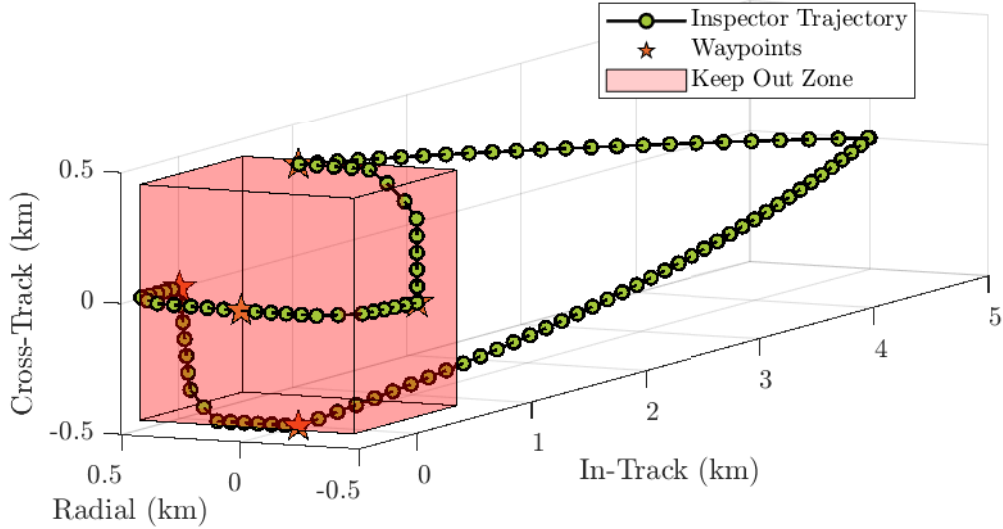 Inspector Trajectory
Waypoints
Keep Out Zone
0.5
0
-0.5
Cross-Track (km)
0.5
0
-0.5
Radial (km)
0
1
2
3
4
5
In-Track (km)